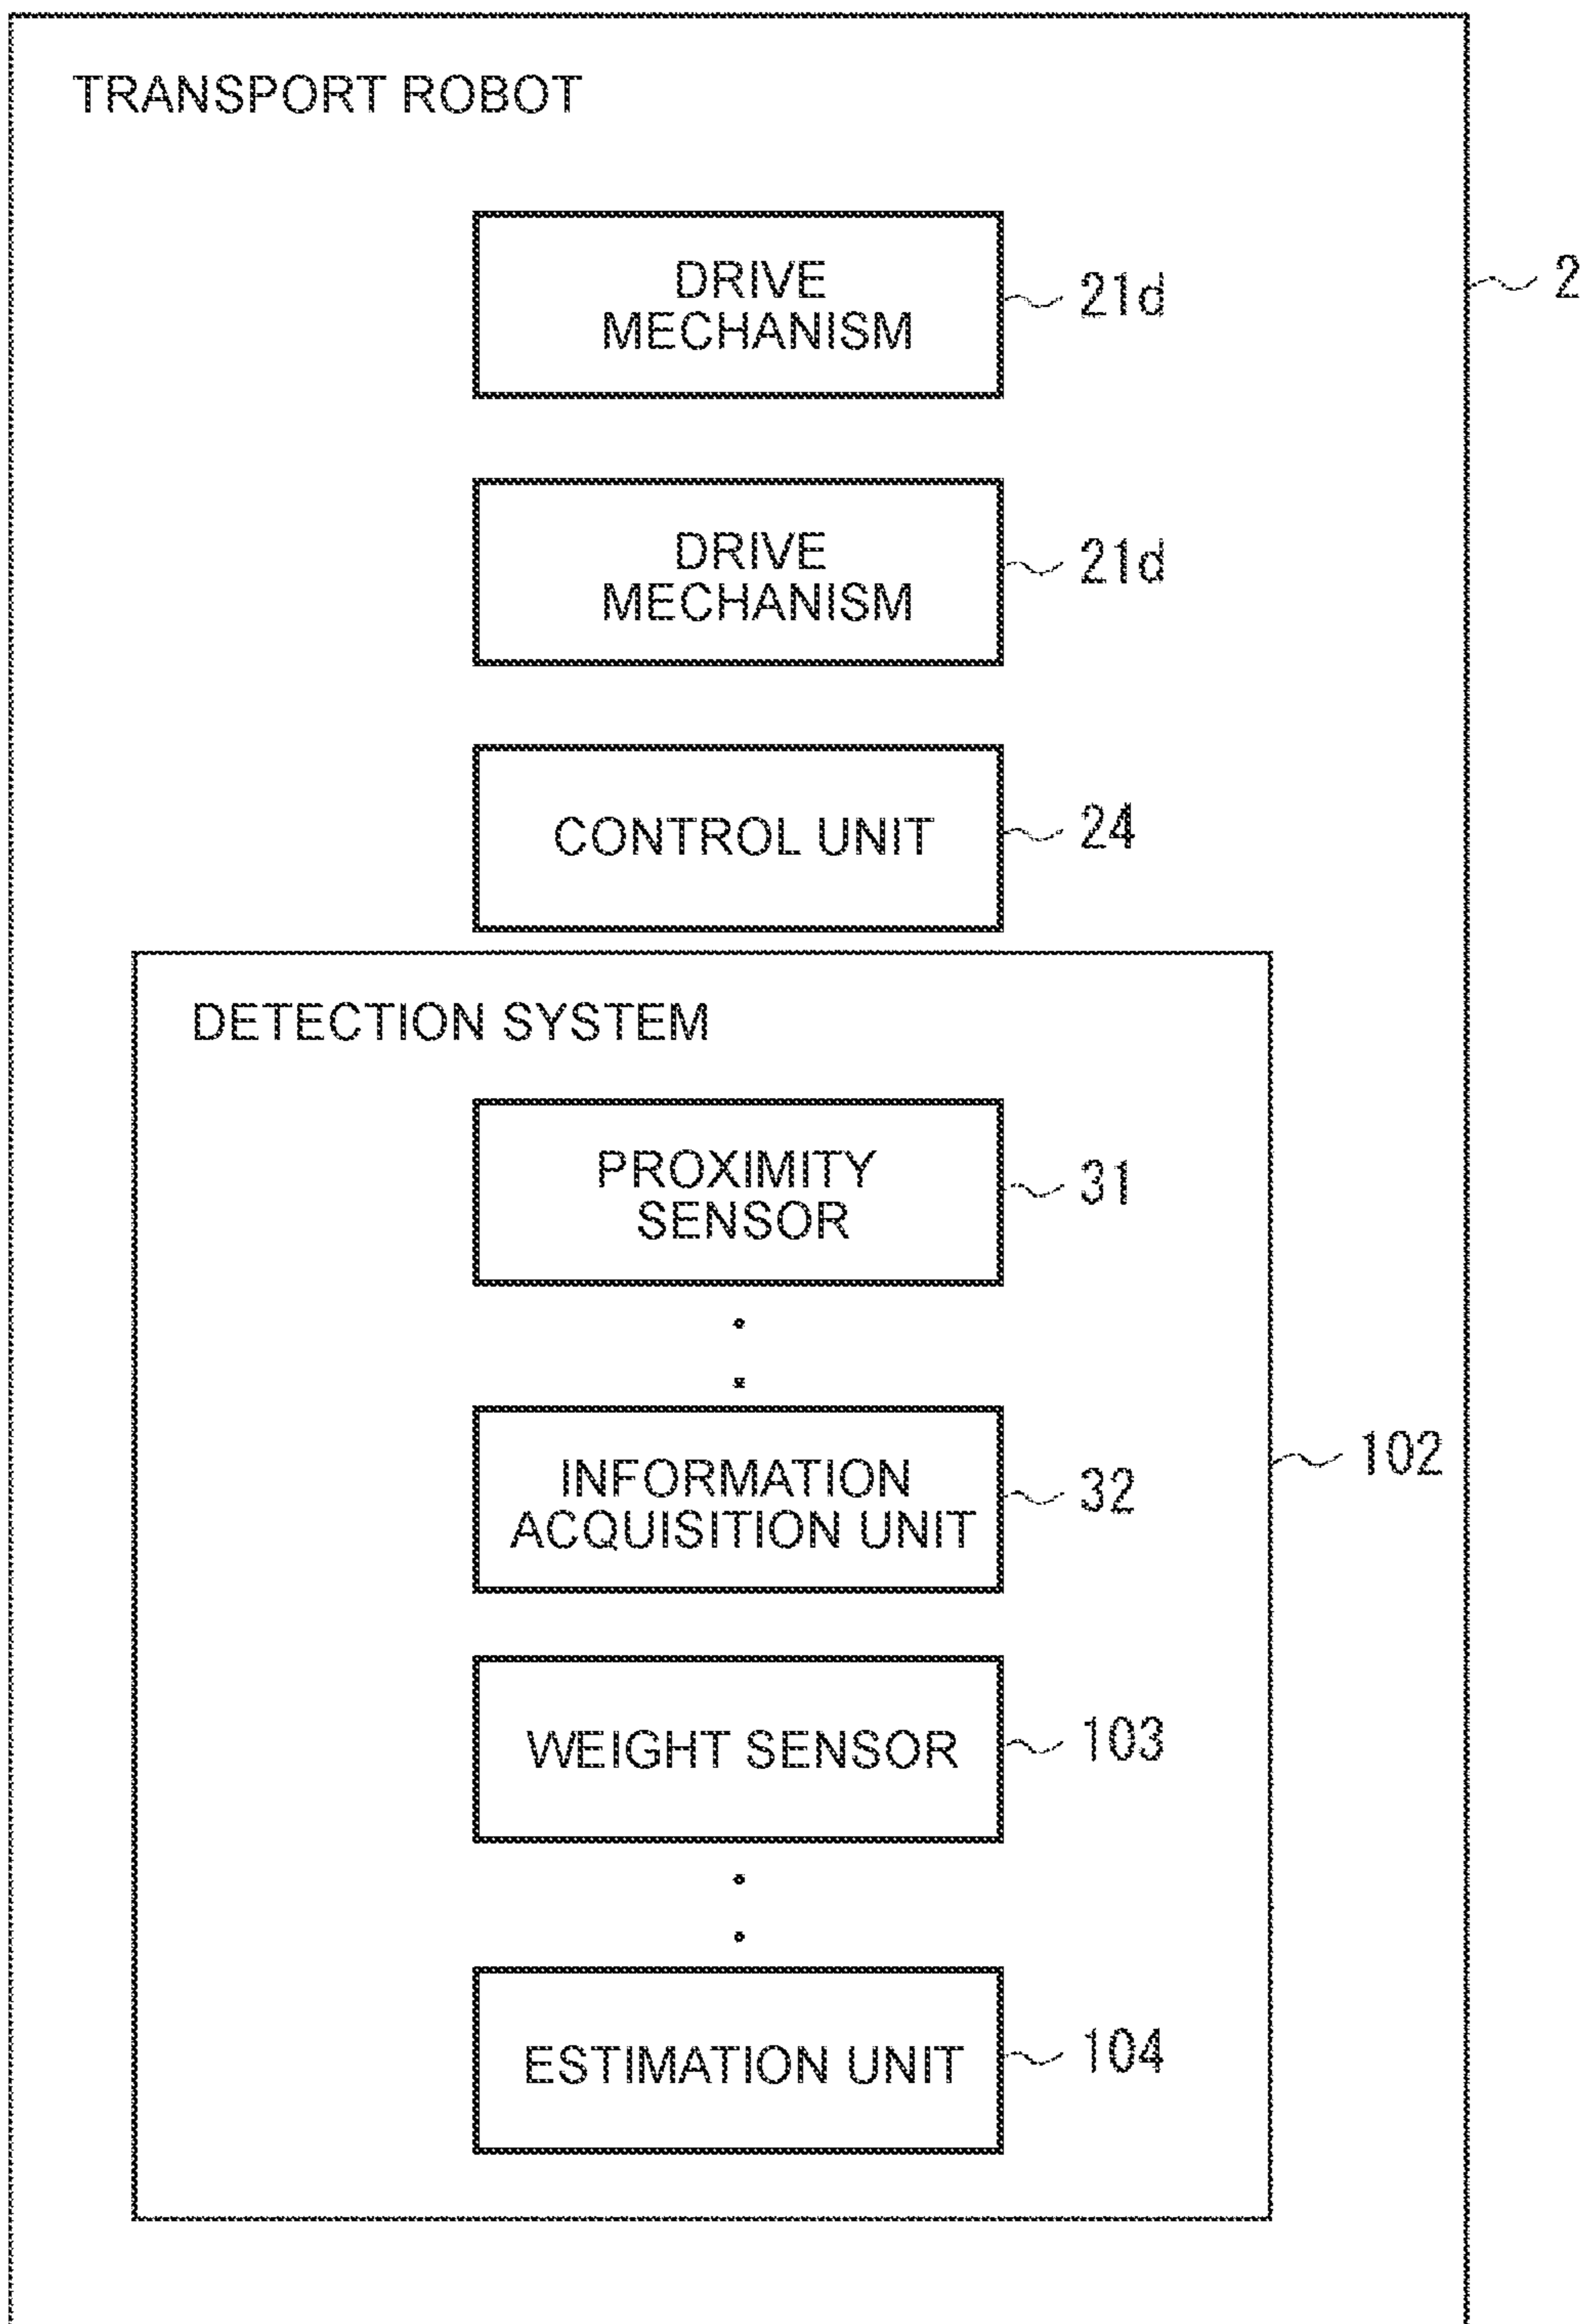 TRANSPORT ROBOT
2
DRIVE
MECHANISM
21d
DRIVE
MECHANISM
21d
CONTROL UNIT
24
DETECTION SYSTEM
102
PROXIMITY
SENSOR
31
INFORMATION
ACQUISITION UNIT
32
WEIGHT SENSOR
103
ESTIMATION UNIT
104